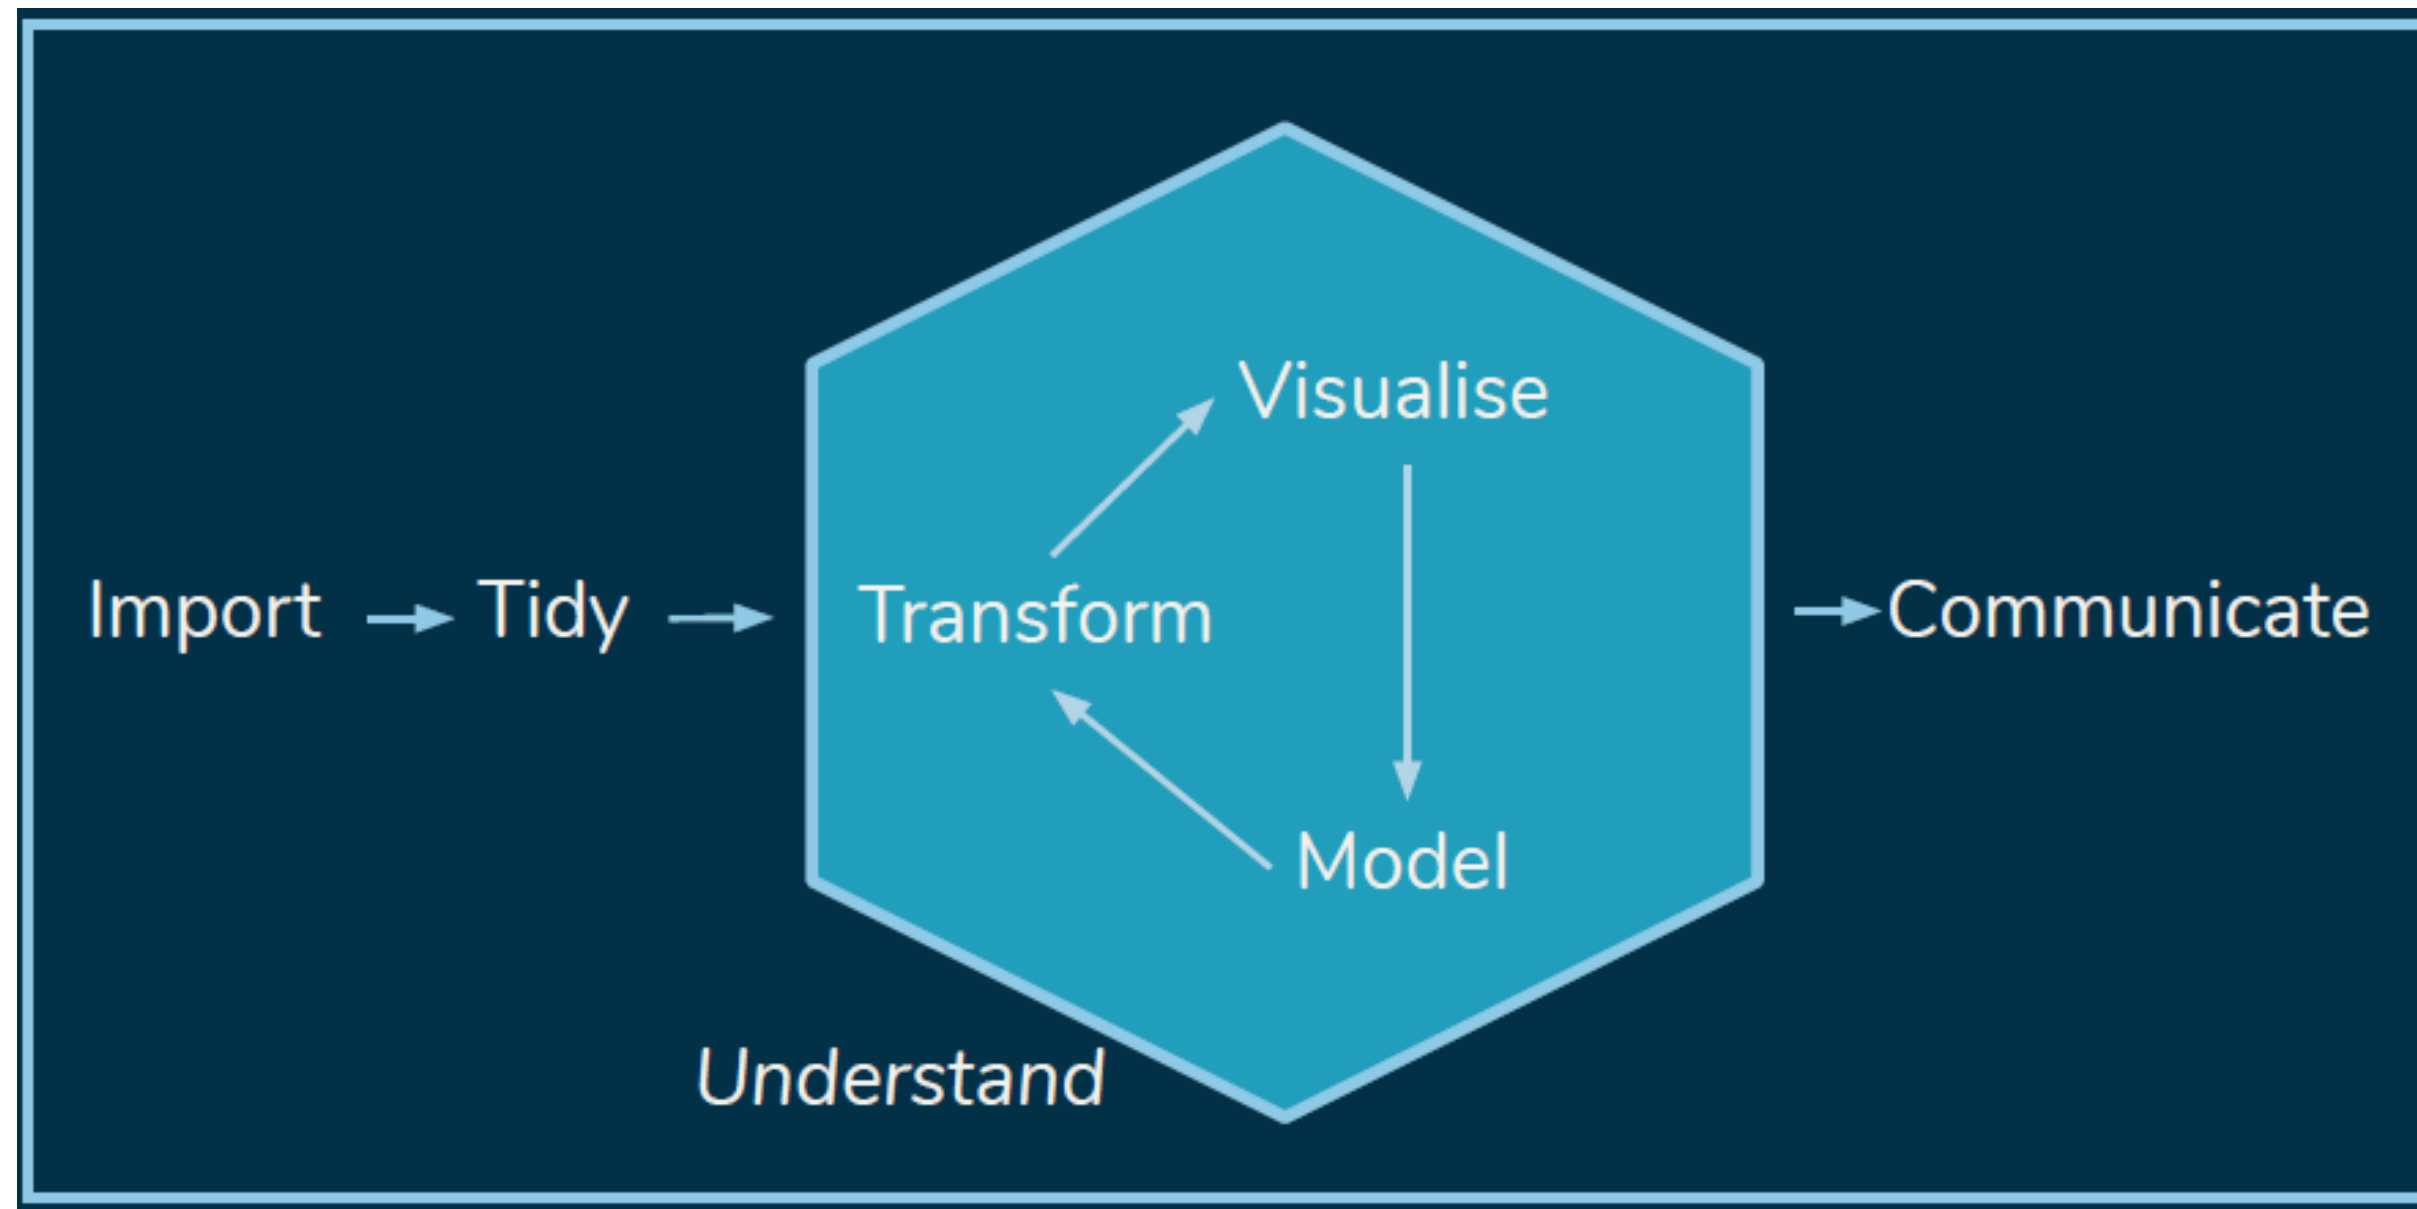 Visualise
Import
Tidy
Transform
Communicate
Model
Understand